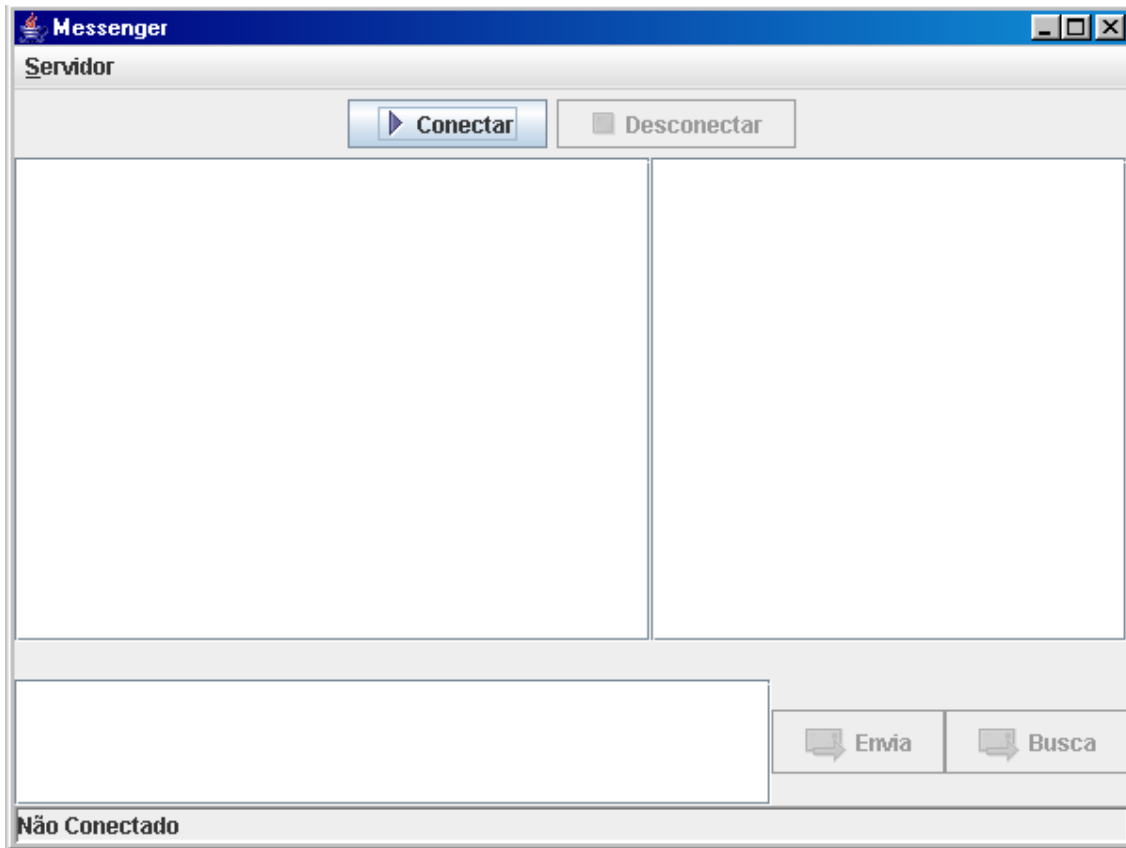 Messenger
Servidor
Conectar Desconectar
Envia Busca
Não Conectado